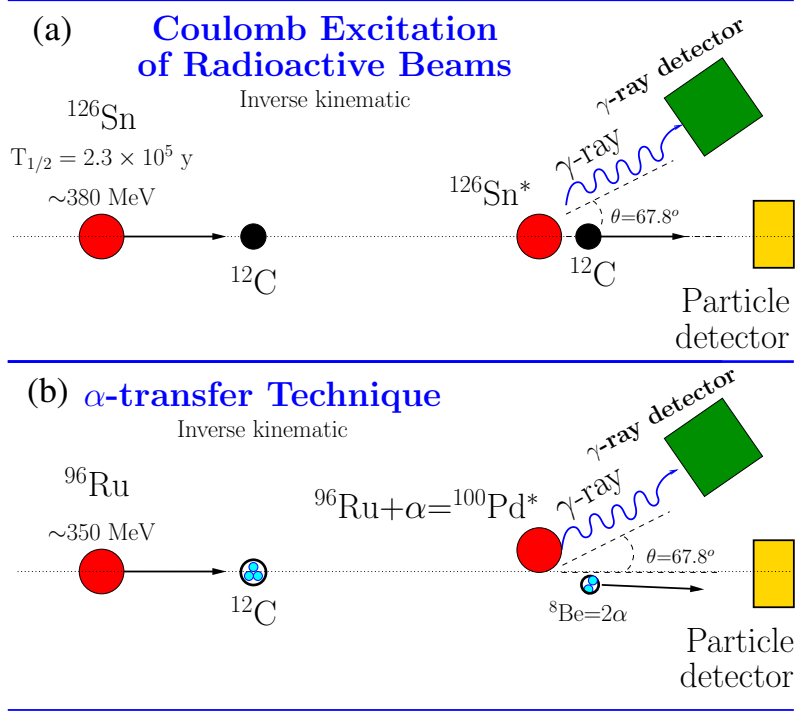 (a)
Coulomb Excitation
of Radioactive Beams
Inverse kinematic
¹²⁶Sn
T₁/₂ = 2.3 × 10⁵ y
~380 MeV
¹²C
¹²⁶Sn*
γ-ray
γ-ray detector
θ=67.8°
¹²C
Particle
detector
(b) α-transfer Technique
Inverse kinematic
⁹⁶Ru
~350 MeV
¹²C
⁹⁶Ru+α=¹⁰⁰Pd*
γ-ray
γ-ray detector
θ=67.8°
⁸Be=2α
Particle
detector